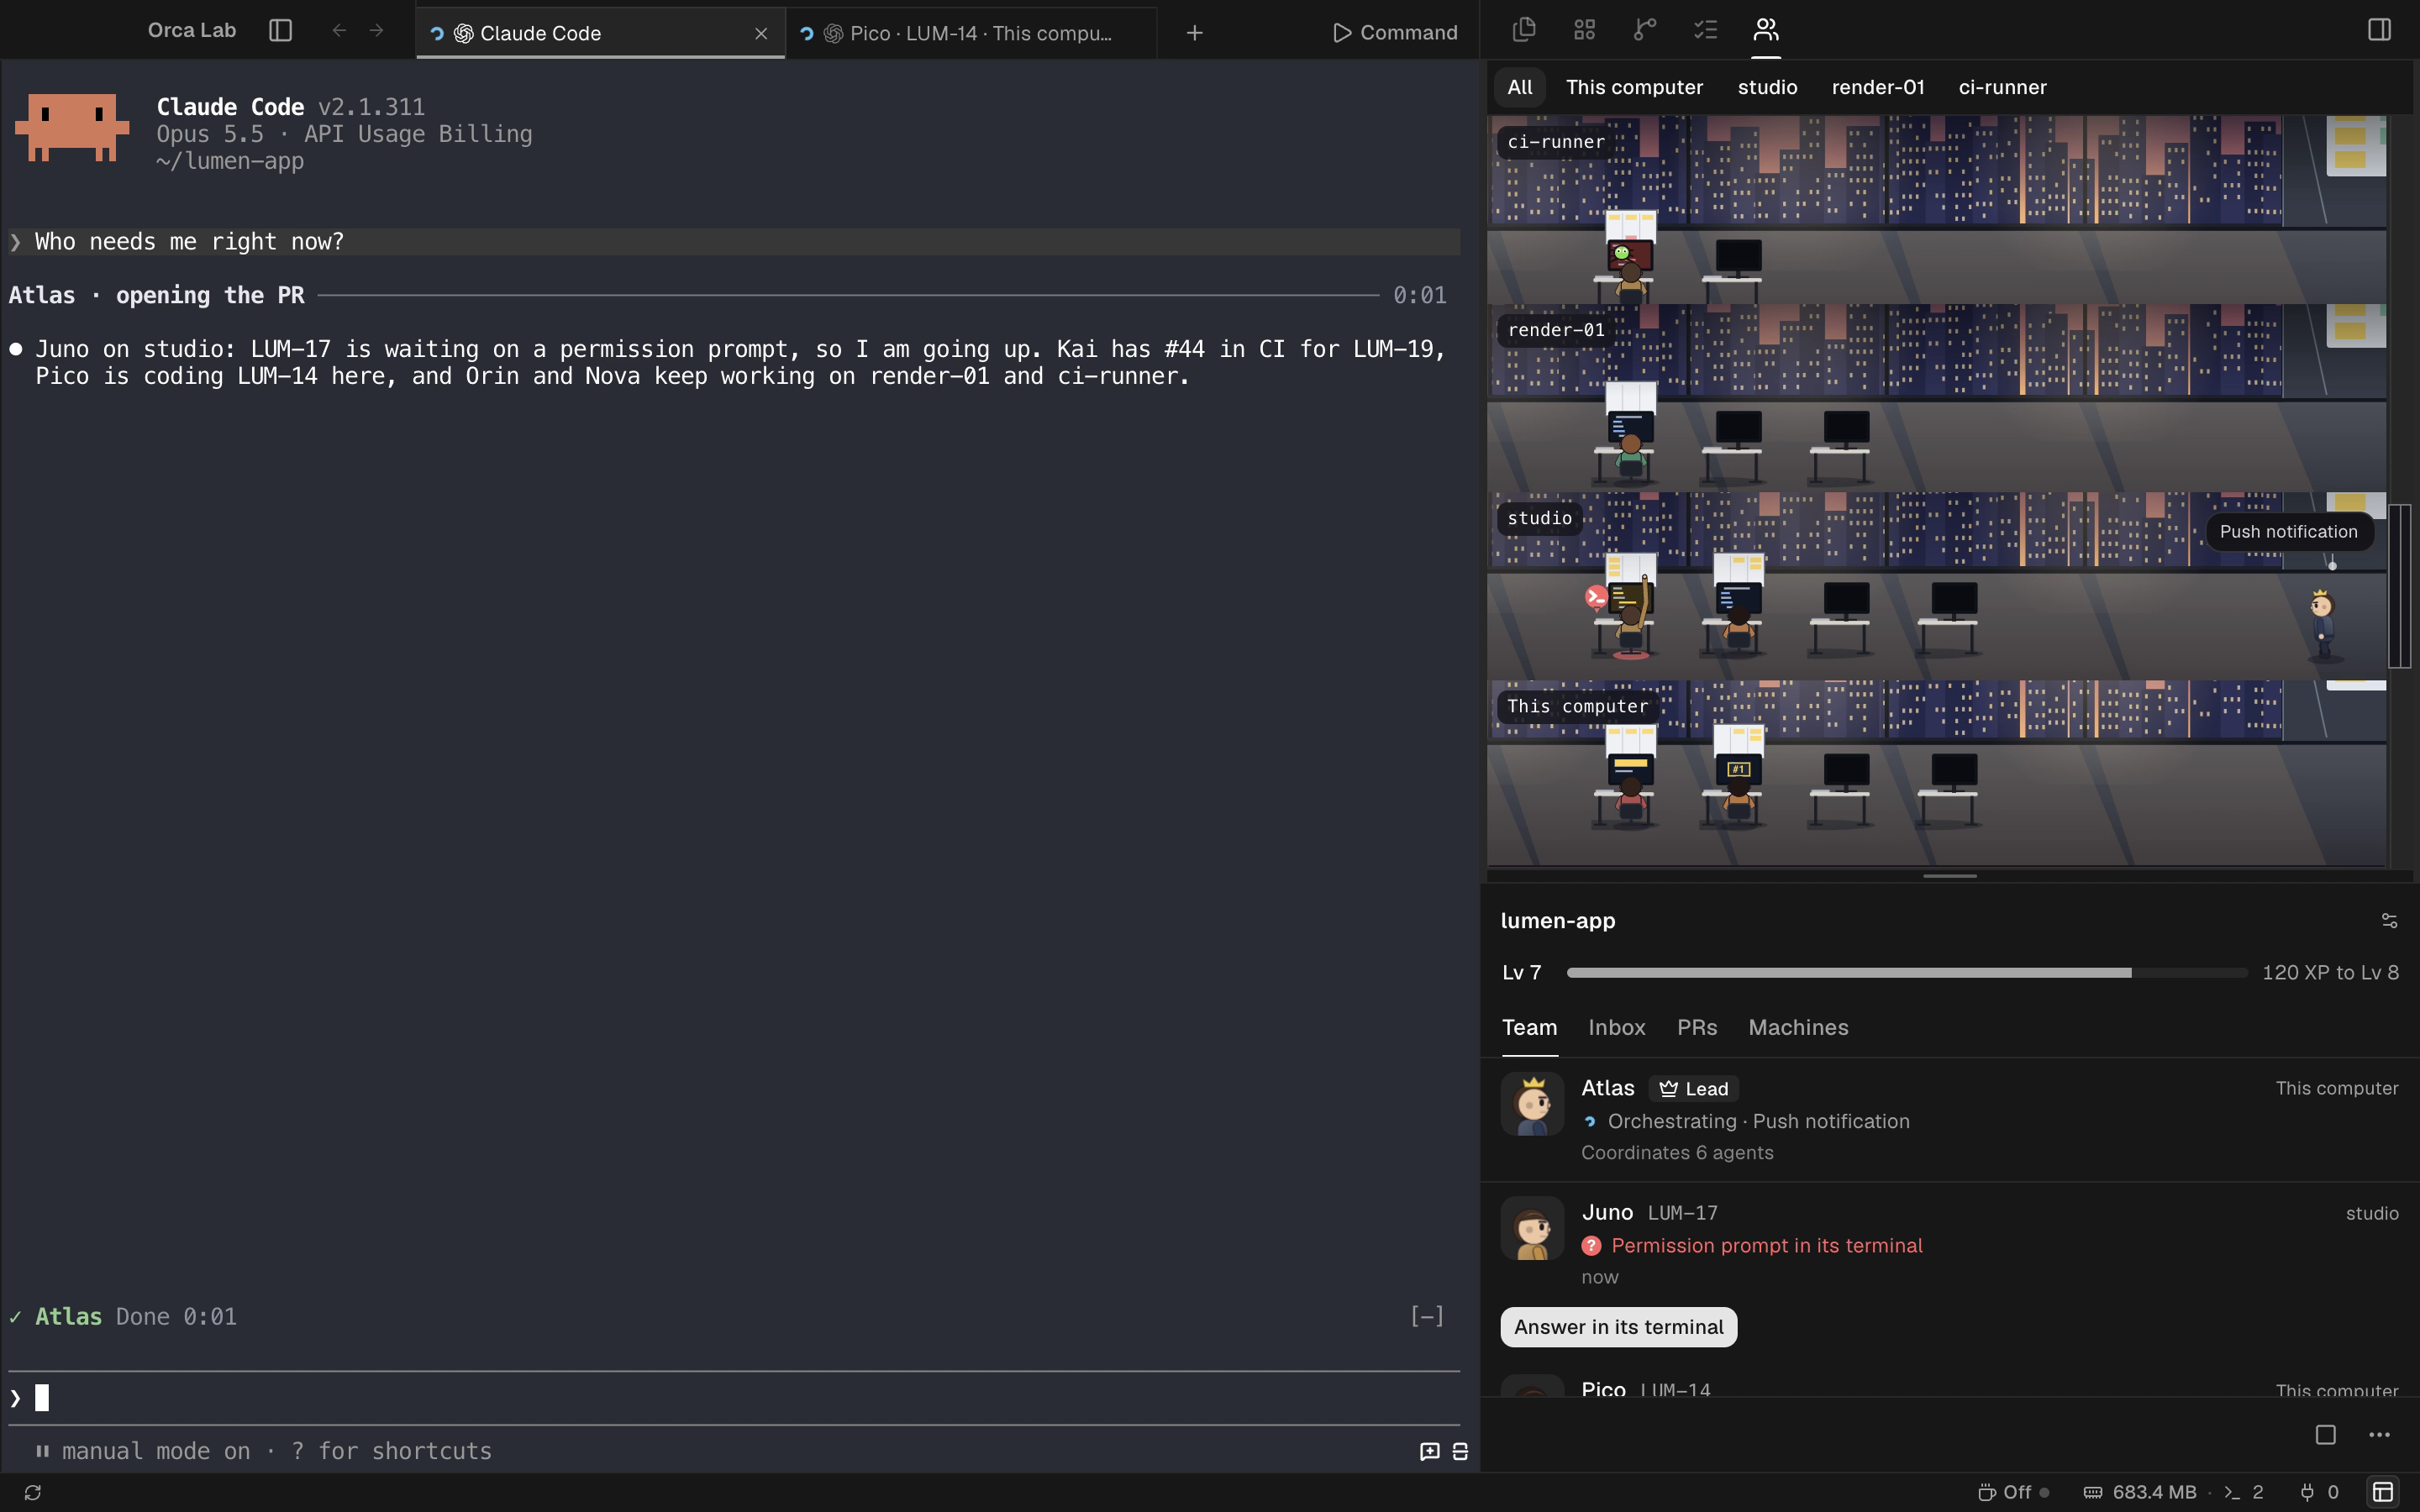 Orca Lab
Claude Code
Pico · LUM-14 · This compu...
Command
Claude Code v2.1.311
Opus 5.5 · API Usage Billing
~/lumen-app
❯ Who needs me right now?
Atlas · opening the PR 0:01
● Juno on studio: LUM-17 is waiting on a permission prompt, so I am going up. Kai has #44 in CI for LUM-19,
Pico is coding LUM-14 here, and Orin and Nova keep working on render-01 and ci-runner.
✓ Atlas Done 0:01 [-]
❯
manual mode on · ? for shortcuts
All This computer studio render-01 ci-runner
ci-runner
render-01
studio
Push notification
This computer
#1
lumen-app
Lv 7 120 XP to Lv 8
Team Inbox PRs Machines
Atlas Lead This computer
Orchestrating · Push notification
Coordinates 6 agents
Juno LUM-17 studio
? Permission prompt in its terminal
now
Answer in its terminal
Pico LUM-14 This computer
Off 683.4 MB · 2 0